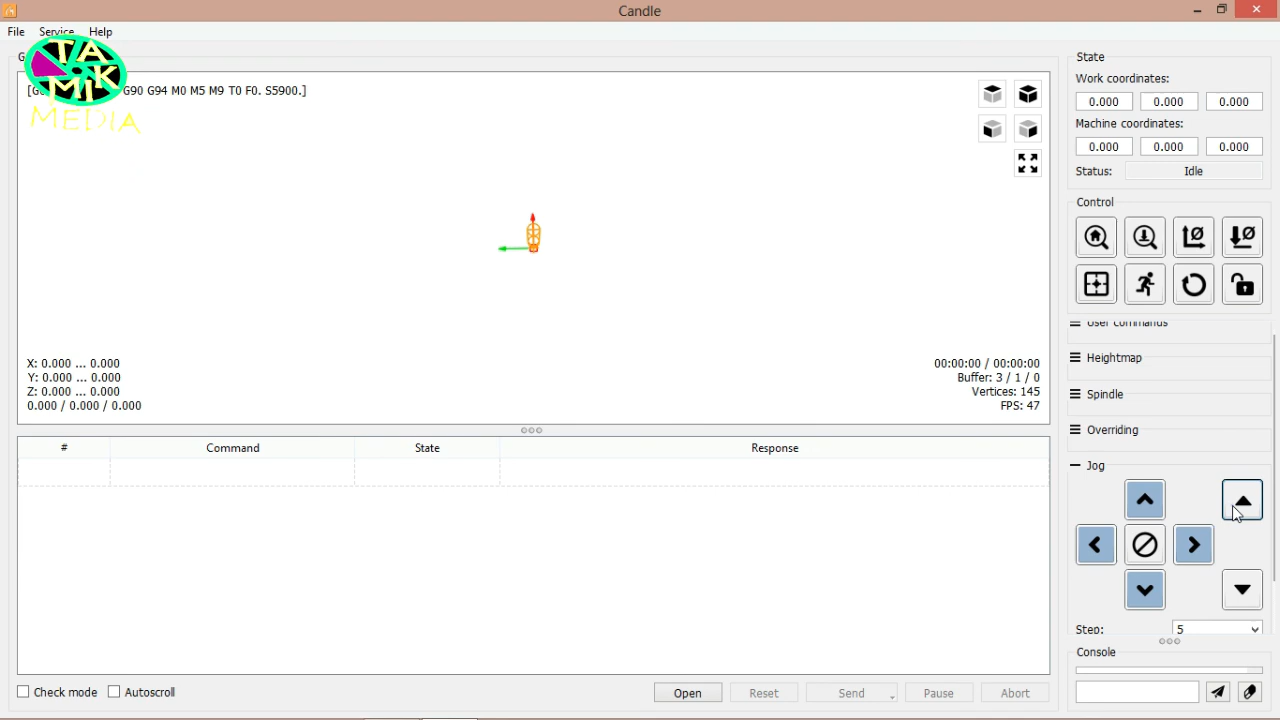 Candle
File Service Help
G
TA
MIK
MEDIA
[G G90 G94 M0 M5 M9 T0 F0. S5900.]
X: 0.000 ... 0.000
Y: 0.000 ... 0.000
Z: 0.000 ... 0.000
0.000 / 0.000 / 0.000
00:00:00 / 00:00:00
Buffer: 3 / 1 / 0
Vertices: 145
FPS: 47
# Command State Response
Check mode Autoscroll Open Reset Send Pause Abort
State
Work coordinates:
0.000 0.000 0.000
Machine coordinates:
0.000 0.000 0.000
Status: Idle
Control
User commands
Heightmap
Spindle
Overriding
Jog
Step: 5
Console